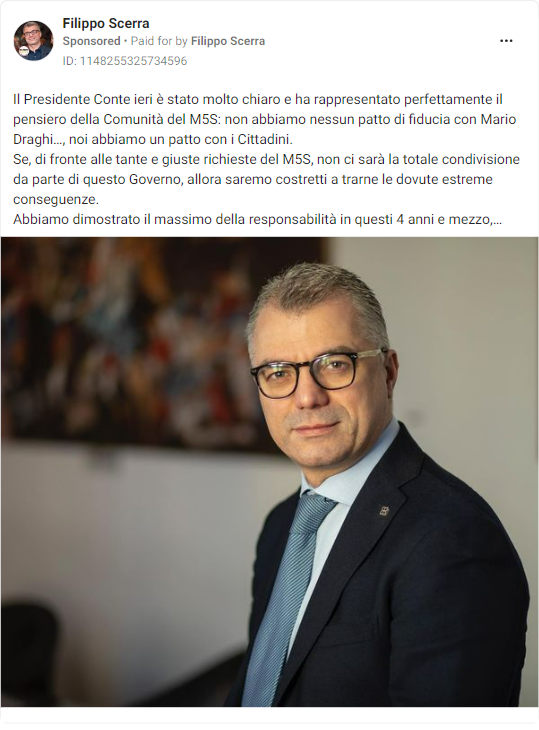 Filippo Scerra
Sponsored • Paid for by Filippo Scerra
ID: 1148255325734596
Il Presidente Conte ieri è stato molto chiaro e ha rappresentato perfettamente il
pensiero della Comunità del M5S: non abbiamo nessun patto di fiducia con Mario
Draghi..., noi abbiamo un patto con i Cittadini.
Se, di fronte alle tante e giuste richieste del M5S, non ci sarà la totale condivisione
da parte di questo Governo, allora saremo costretti a trarne le dovute estreme
conseguenze.
Abbiamo dimostrato il massimo della responsabilità in questi 4 anni e mezzo,...